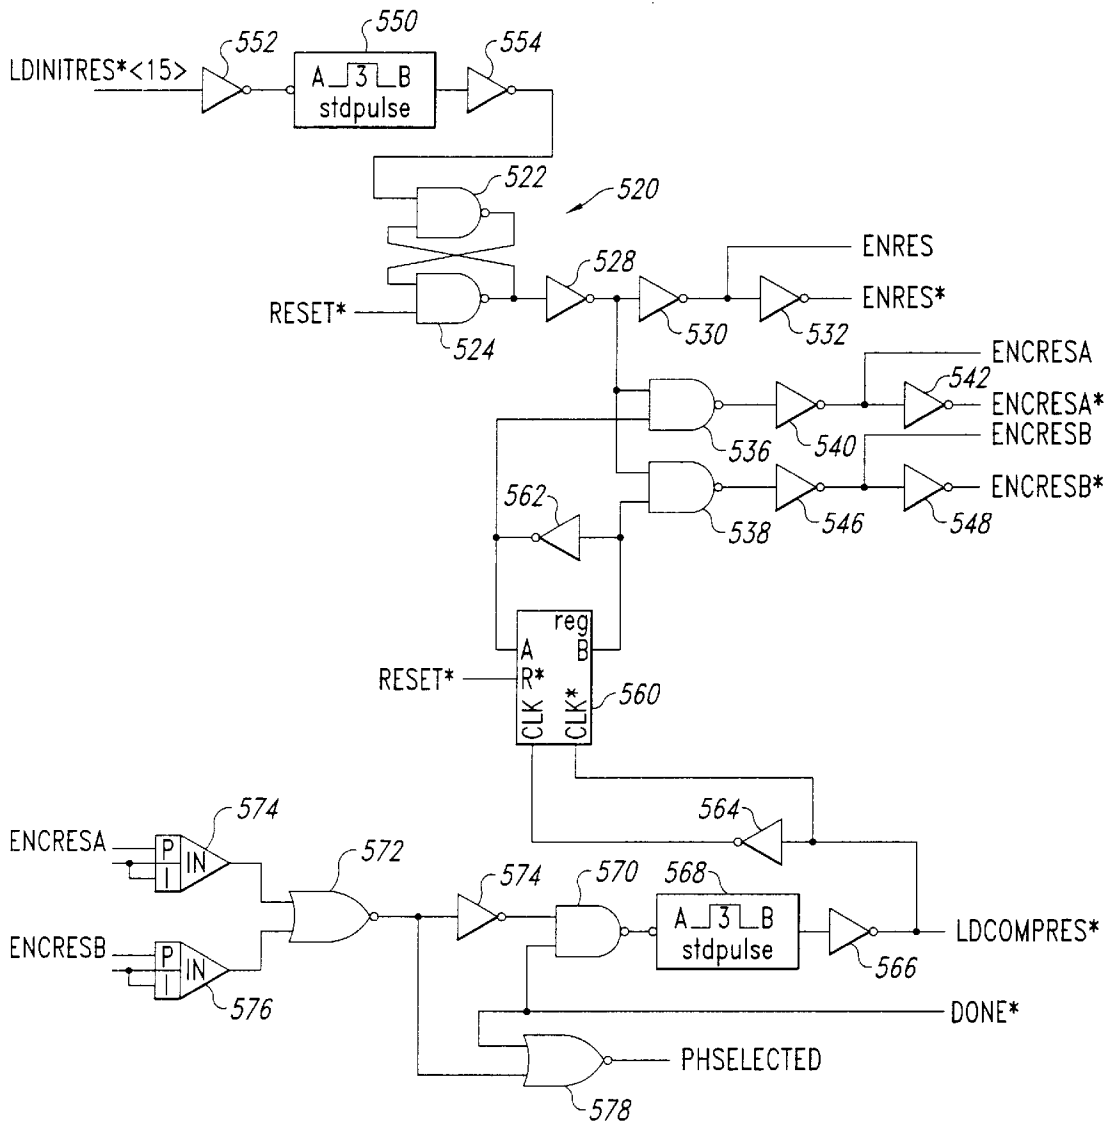 550
552
554
LDINITRES*<15>
A 3 B
stdpulse
522
520
528
ENRES
RESET*
ENRES*
524
530
532
ENCRESA
542
ENCRESA*
536
540
ENCRESB
562
ENCRESB*
538
546
548
reg
A B
RESET*
R*
560
CLK
CLK*
574
564
ENCRESA
P
IN
I
572
574
570
568
A 3 B
stdpulse
LDCOMPRES*
ENCRESB
P
IN
I
566
576
DONE*
PHSELECTED
578